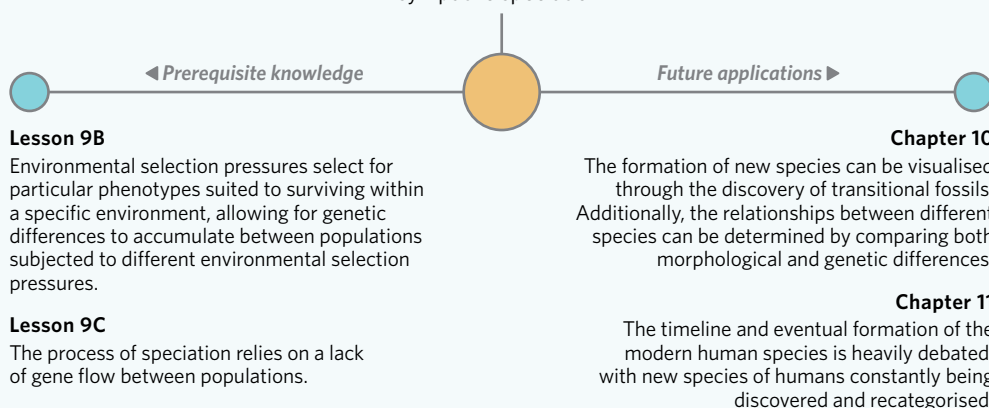 ◀ Prerequisite knowledge
Future applications ▶
Lesson 9B
Environmental selection pressures select for
particular phenotypes suited to surviving within
a specific environment, allowing for genetic
differences to accumulate between populations
subjected to different environmental selection
pressures.
Lesson 9C
The process of speciation relies on a lack
of gene flow between populations.
Chapter 10
The formation of new species can be visualised
through the discovery of transitional fossils
Additionally, the relationships between different
species can be determined by comparing both
morphological and genetic differences
Chapter 11
The timeline and eventual formation of the
modern human species is heavily debated
with new species of humans constantly being
discovered and recategorised